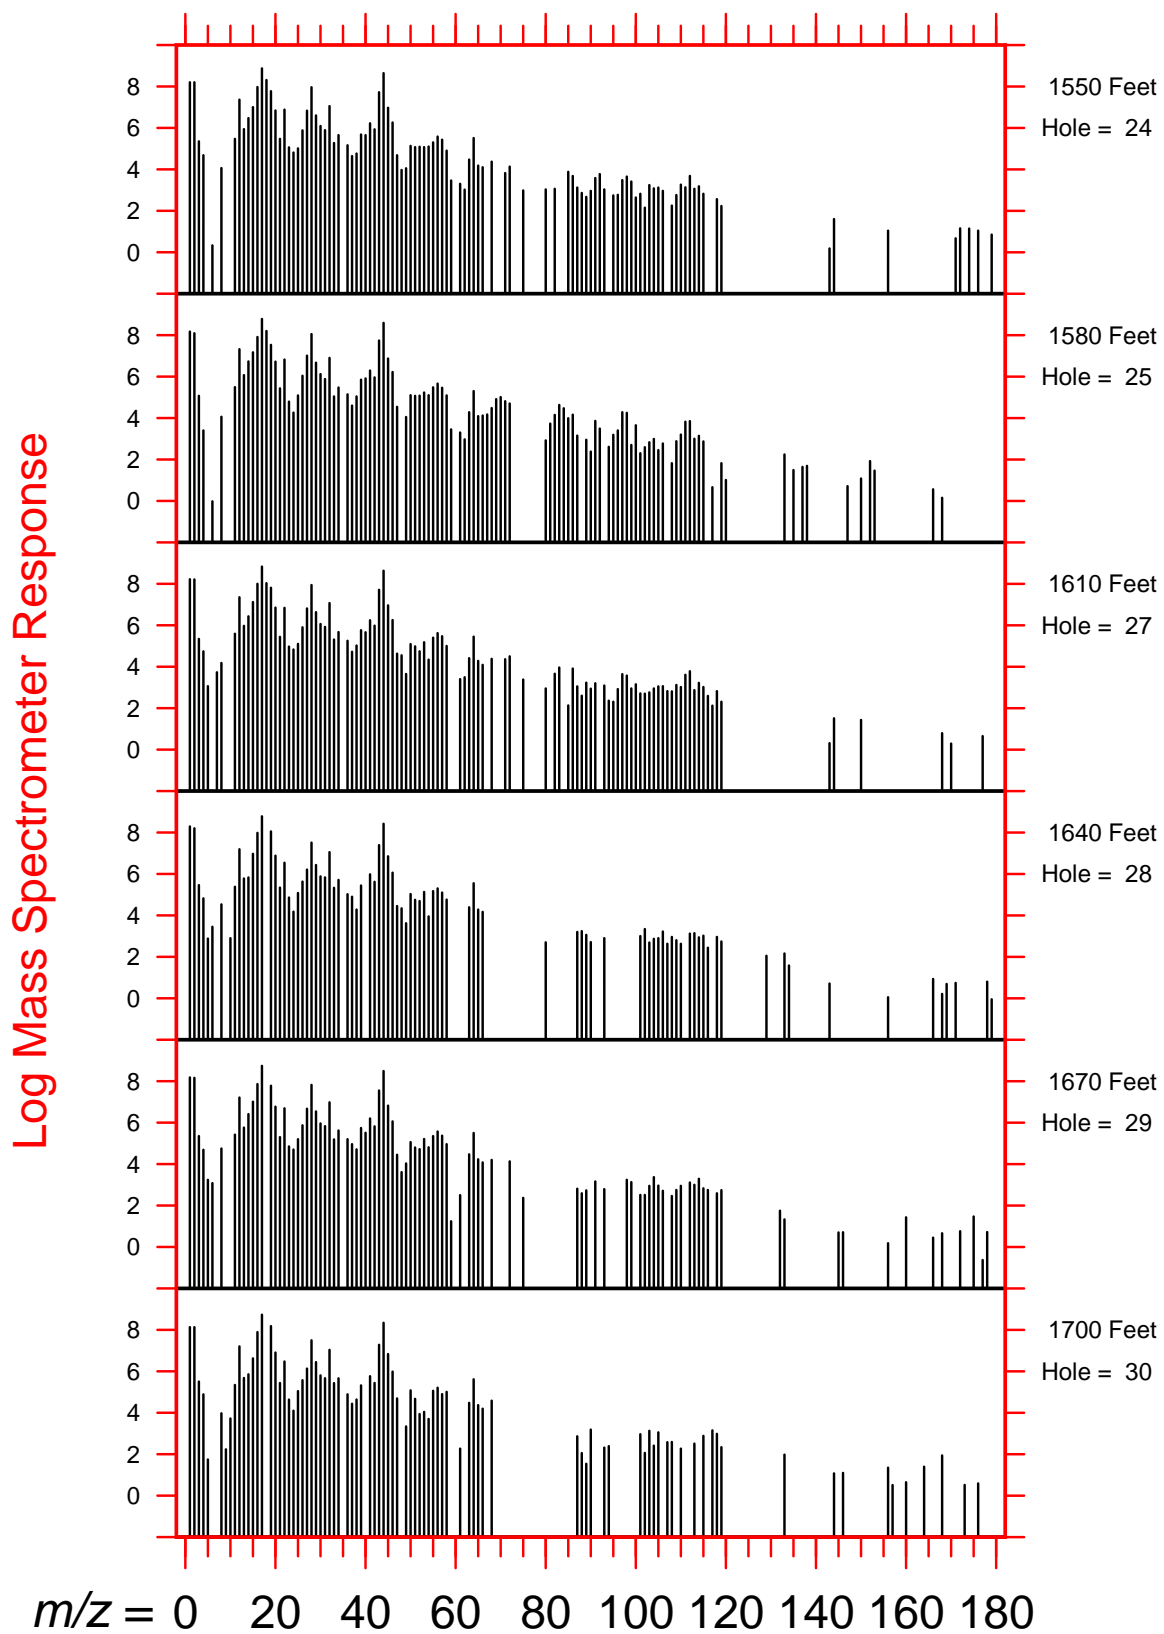 8
6
4
2
0
1550 Feet
Hole = 24
8
6
4
2
0
1580 Feet
Hole = 25
8
6
4
2
0
1610 Feet
Hole = 27
8
6
4
2
0
1640 Feet
Hole = 28
8
6
4
2
0
1670 Feet
Hole = 29
8
6
4
2
0
1700 Feet
Hole = 30
Log Mass Spectrometer Response
m/z = 0 20 40 60 80 100 120 140 160 180